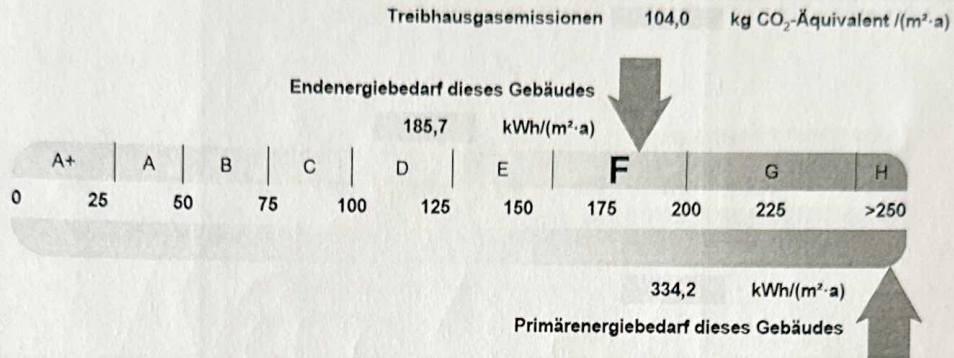 Treibhausgasemissionen 104,0 kg CO₂-Äquivalent /(m²·a)
Endenergiebedarf dieses Gebäudes
185,7 kWh/(m²·a)
A+ A B C D E F G H
0 25 50 75 100 125 150 175 200 225 >250
334,2 kWh/(m²·a)
Primärenergiebedarf dieses Gebäudes